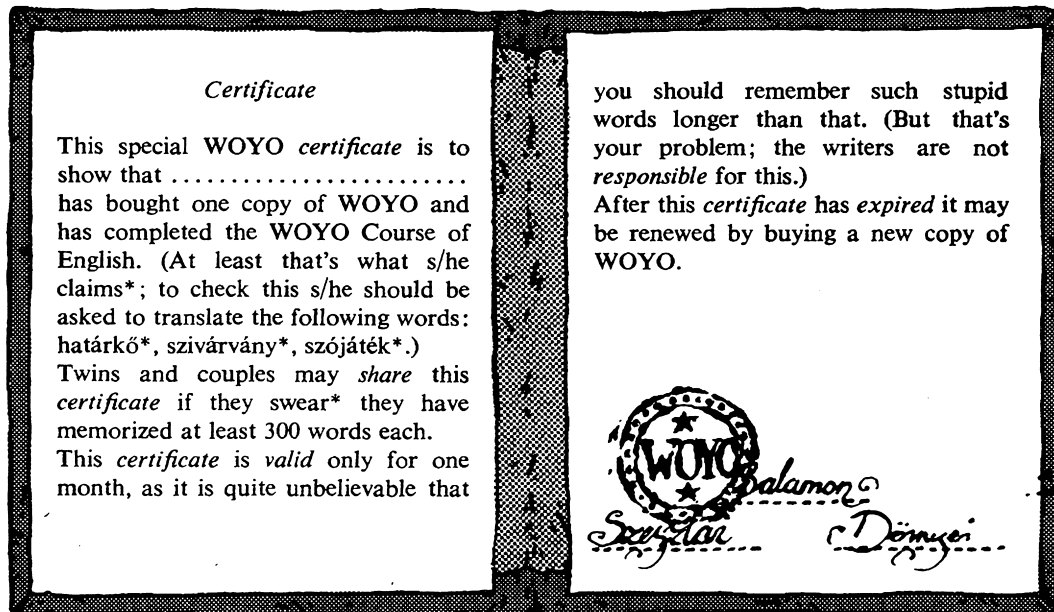 Certificate
This special WOYO certificate is to
show that ..........................
has bought one copy of WOYO and
has completed the WOYO Course of
English. (At least that's what s/he
claims*; to check this s/he should be
asked to translate the following words:
határkő*, szivárvány*, szójáték*.)
Twins and couples may share this
certificate if they swear* they have
memorized at least 300 words each.
This certificate is valid only for one
month, as it is quite unbelievable that
you should remember such stupid
words longer than that. (But that's
your problem; the writers are not
responsible for this.)
After this certificate has expired it may
be renewed by buying a new copy of
WOYO.
WOYO
Salamon
Dörnyei